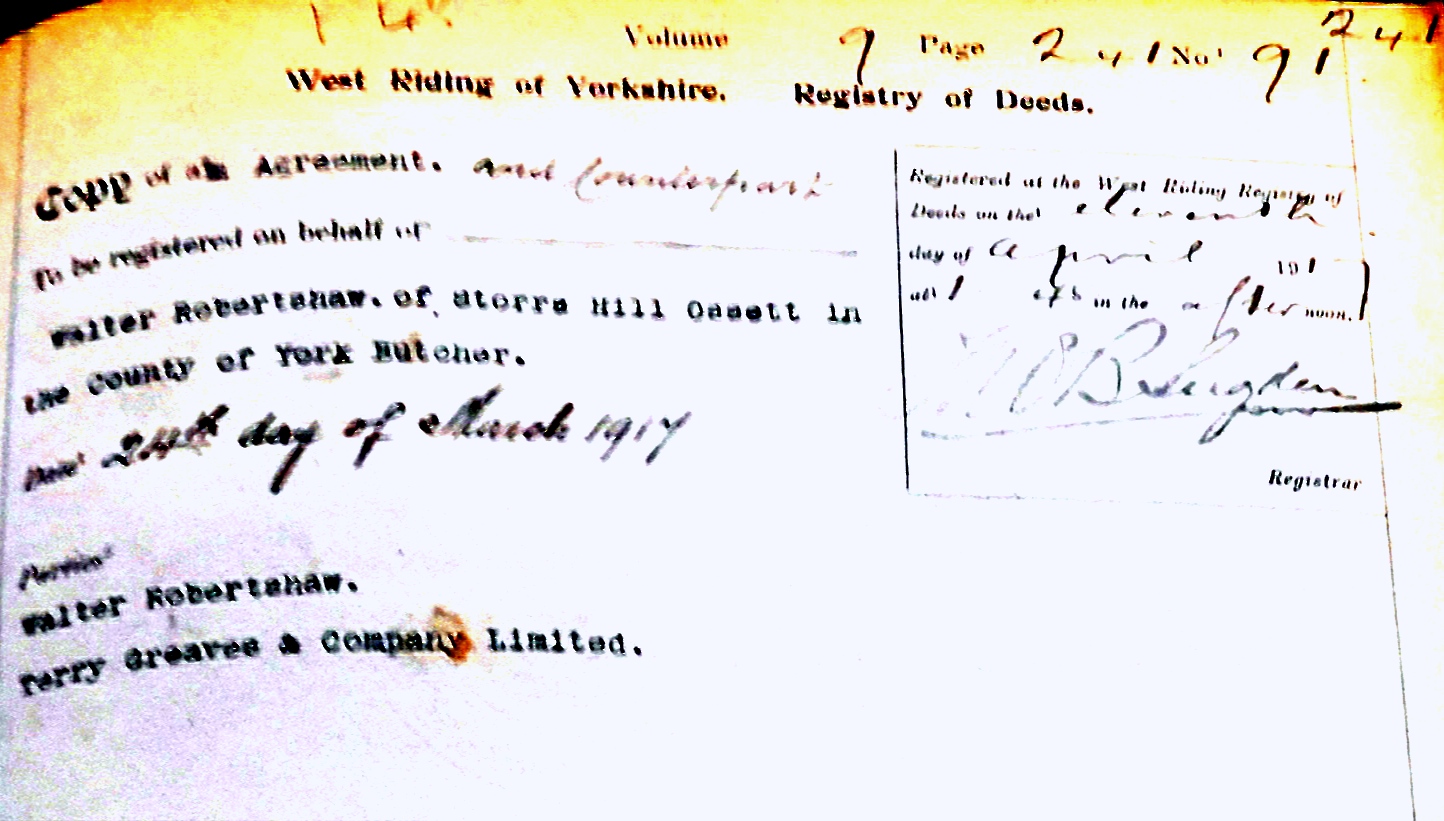 241
Volume 9 Page 241 No. 91
West Riding of Yorkshire. Registry of Deeds.
Copy of an Agreement. and Counterpart
To be registered on behalf of
Walter Robertshaw. of Storrs Hill Ossett in
the County of York Butcher.
Date 24th day of March 1917
Parties
Walter Robertshaw.
Terry Greaves & Company Limited.
Registered at the West Riding Registry of
Deeds on the eleventh
day of April 191
at 1 in the afternoon.
Registrar